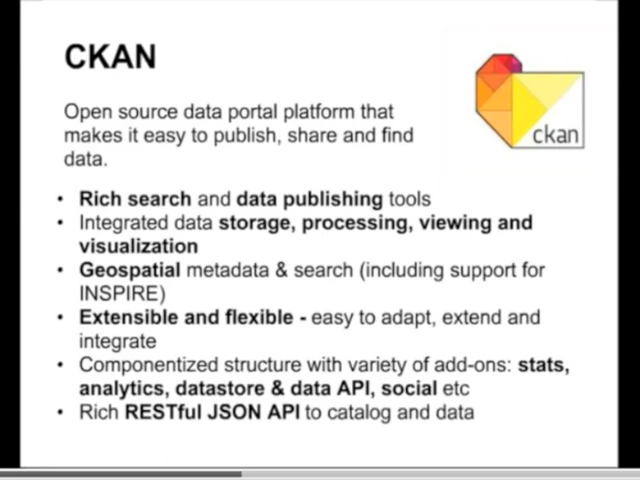 CKAN
Open source data portal platform that
makes it easy to publish, share and find
data.
ckan
• Rich search and data publishing tools
• Integrated data storage, processing, viewing and
visualization
• Geospatial metadata & search (including support for
INSPIRE)
• Extensible and flexible - easy to adapt, extend and
integrate
• Componentized structure with variety of add-ons: stats,
analytics, datastore & data API, social etc
• Rich RESTful JSON API to catalog and data